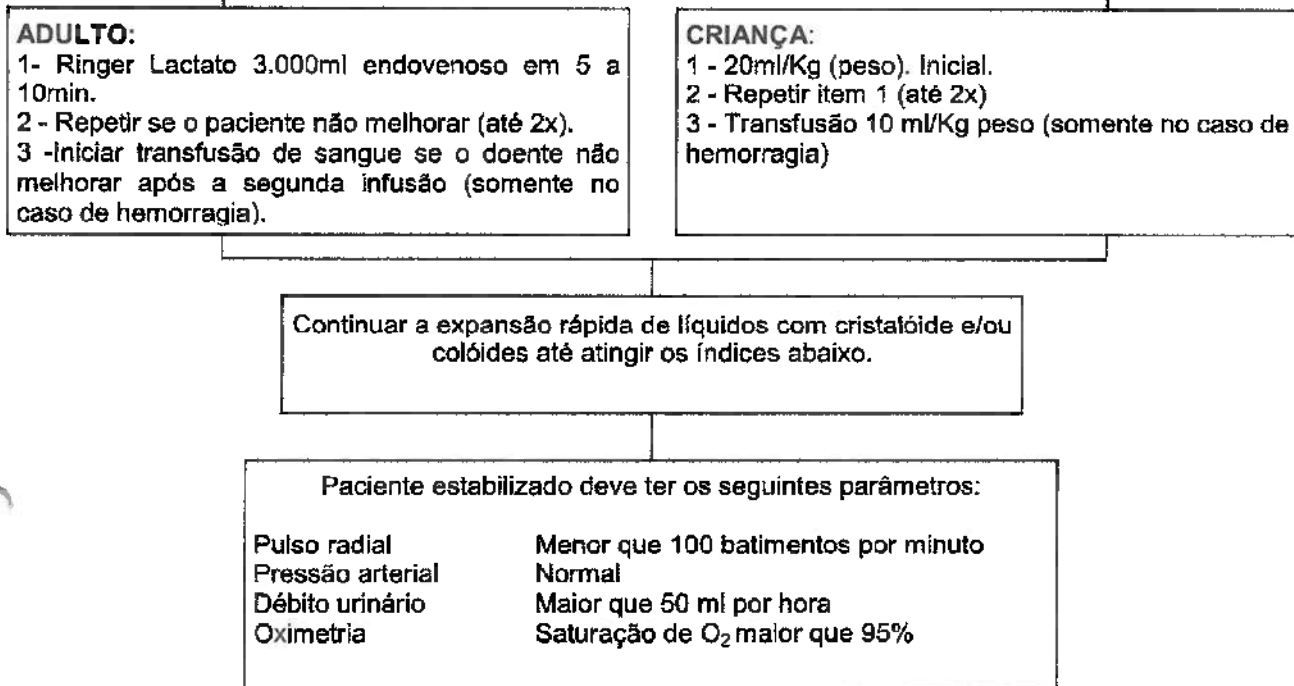 ADULTO:
1- Ringer Lactato 3.000ml endovenoso em 5 a
10min.
2 - Repetir se o paciente não melhorar (até 2x).
3 -Iniciar transfusão de sangue se o doente não
melhorar após a segunda infusão (somente no
caso de hemorragia).
CRIANÇA:
1 - 20ml/Kg (peso). Inicial.
2 - Repetir item 1 (até 2x)
3 - Transfusão 10 ml/Kg peso (somente no caso de
hemorragia)
Continuar a expansão rápida de líquidos com cristalóide e/ou
colóides até atingir os índices abaixo.
Paciente estabilizado deve ter os seguintes parâmetros:
Pulso radial Menor que 100 batimentos por minuto
Pressão arterial Normal
Débito urinário Maior que 50 ml por hora
Oximetria Saturação de O₂ maior que 95%